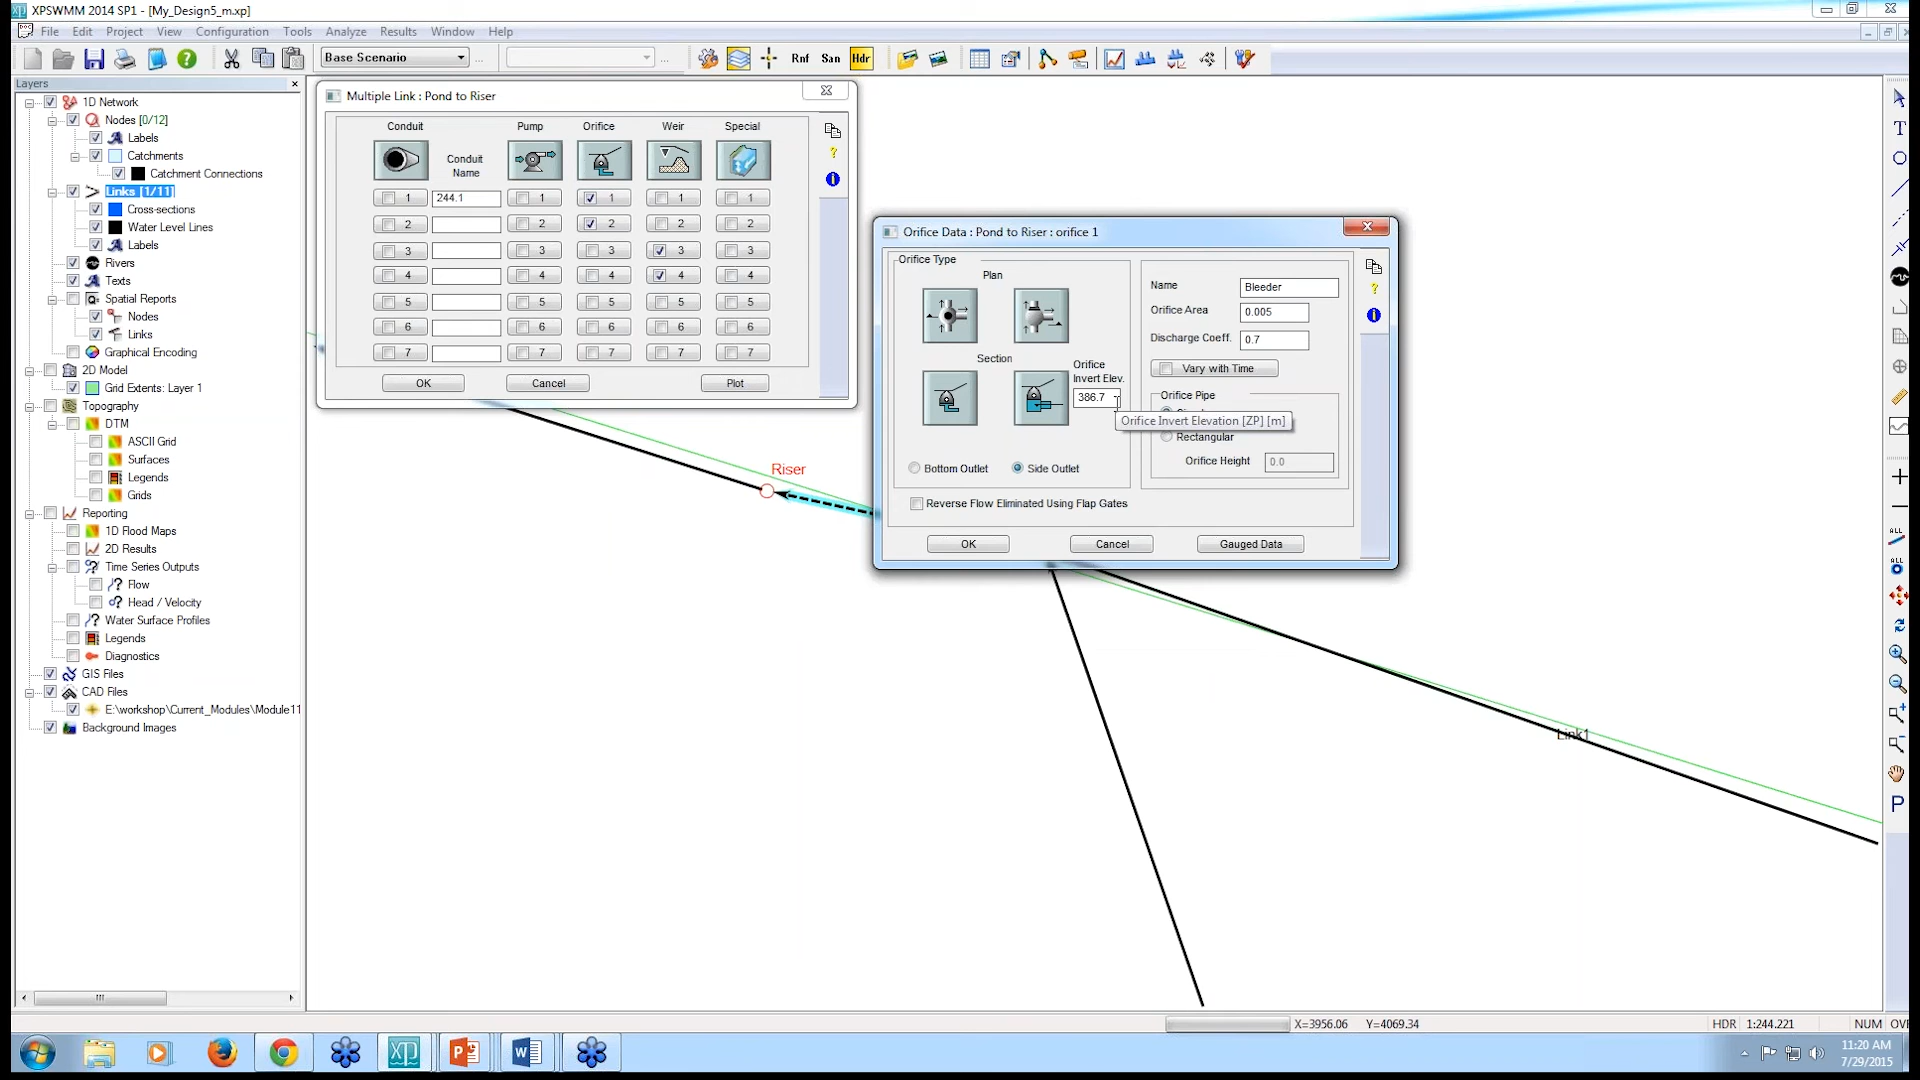 XPSWMM 2014 SP1 - [My_Design5_m.xp]
File Edit Project View Configuration Tools Results Analyze Window Help
Base Scenario
Rnf San Hdr
Layers
1D Network
Nodes [0/12]
Labels
Catchments
Catchment Connections
Links [1/11]
Cross-sections
Water Level Lines
Labels
Rivers
Texts
Spatial Reports
Nodes
Links
Graphical Encoding
2D Model
Grid Extents: Layer 1
Topography
DTM
ASCII Grid
Surfaces
Legends
Grids
Reporting
1D Flood Maps
2D Results
Time Series Outputs
Flow
Head / Velocity
Water Surface Profiles
Legends
Diagnostics
GIS Files
CAD Files
E:\workshop\Current_Modules\Module11
Background Images
Multiple Link : Pond to Riser
Conduit Pump Orifice Weir Special
Conduit
Name
1 244.1 1 1 1 1
2 2 2 2 2
3 3 3 3 3
4 4 4 4 4
5 5 5 5 5
6 6 6 6 6
7 7 7 7 7
OK Cancel Plot
Orifice Data : Pond to Riser : orifice 1
Orifice Type
Plan
Section
Orifice
Invert Elev.
386.7
Orifice Invert Elevation [ZP] [m]
Bottom Outlet Side Outlet
Reverse Flow Eliminated Using Flap Gates
Name Bleeder
Orifice Area 0.005
Discharge Coeff. 0.7
Vary with Time
Orifice Pipe
Rectangular
Orifice Height 0.0
OK Cancel Gauged Data
Riser
Link1
ALL
ALL
P
X=3956.06 Y=4069.34
HDR 1:244.221 NUM OV
11:20 AM
7/29/2015